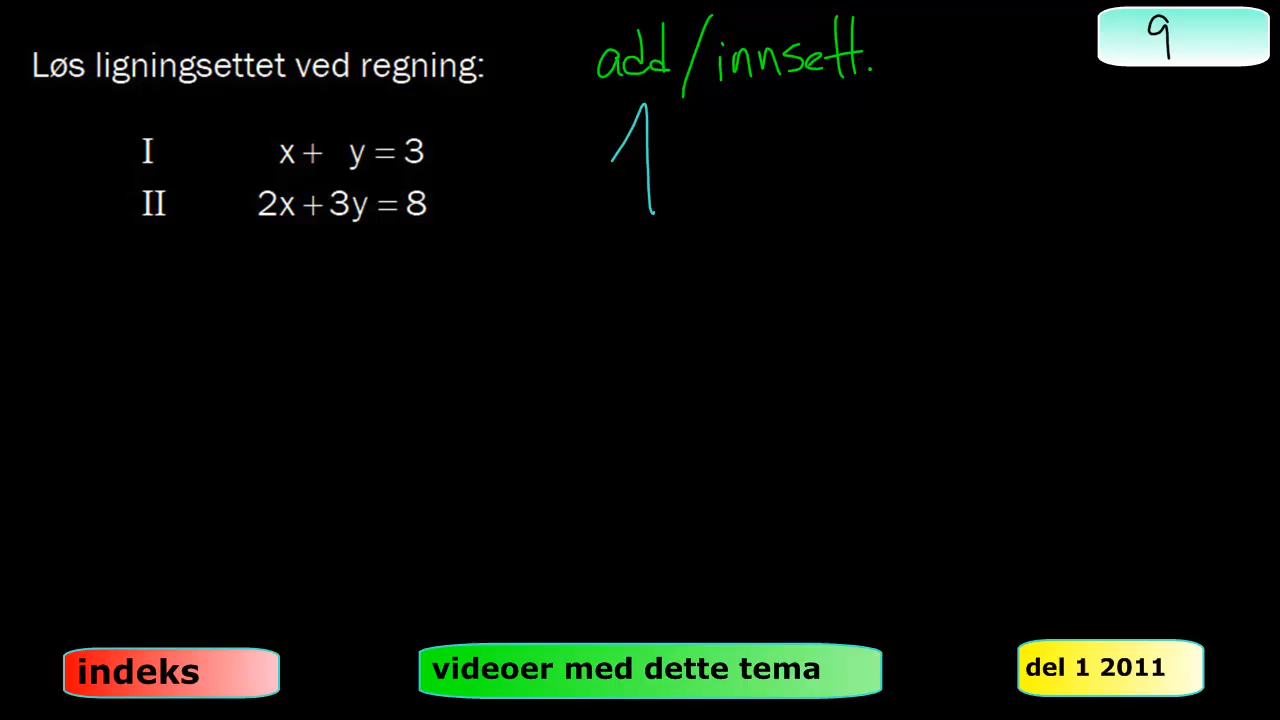 Løs ligningsettet ved regning:
add/innsett.
9
I x + y = 3
II 2x + 3y = 8
1
indeks
videoer med dette tema
del 1 2011